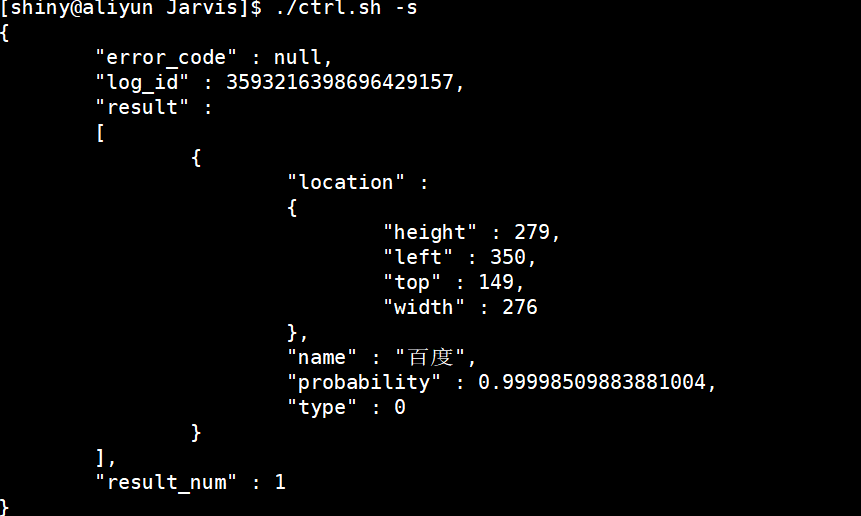 [shiny@aliyun Jarvis]$ ./ctrl.sh -s
{
"error_code" : null,
"log_id" : 3593216398696429157,
"result" :
[
{
"location" :
{
"height" : 279,
"left" : 350,
"top" : 149,
"width" : 276
},
"name" : "百度",
"probability" : 0.99998509883881004,
"type" : 0
}
],
"result_num" : 1
}